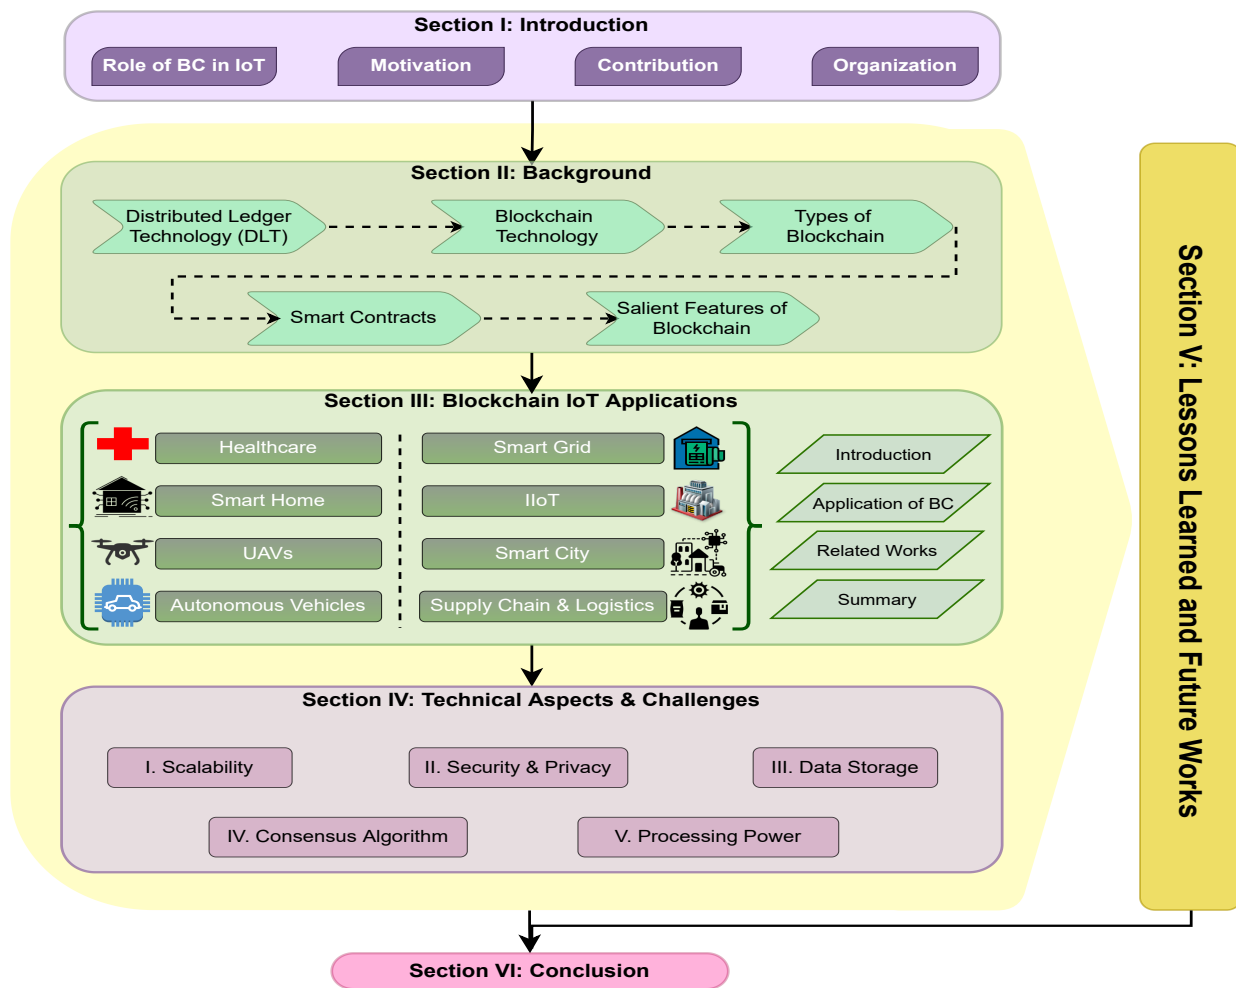 Section I: Introduction
Role of BC in IoT
Motivation
Contribution
Organization
Section II: Background
Distributed Ledger
Technology (DLT)
Blockchain
Technology
Types of
Blockchain
Smart Contracts
Salient Features of
Blockchain
Section III: Blockchain IoT Applications
Healthcare
Smart Home
UAVs
Autonomous Vehicles
Smart Grid
IIoT
Smart City
Supply Chain & Logistics
Introduction
Application of BC
Related Works
Summary
Section IV: Technical Aspects & Challenges
I. Scalability
II. Security & Privacy
III. Data Storage
IV. Consensus Algorithm
V. Processing Power
Section V: Lessons Learned and Future Works
Section VI: Conclusion